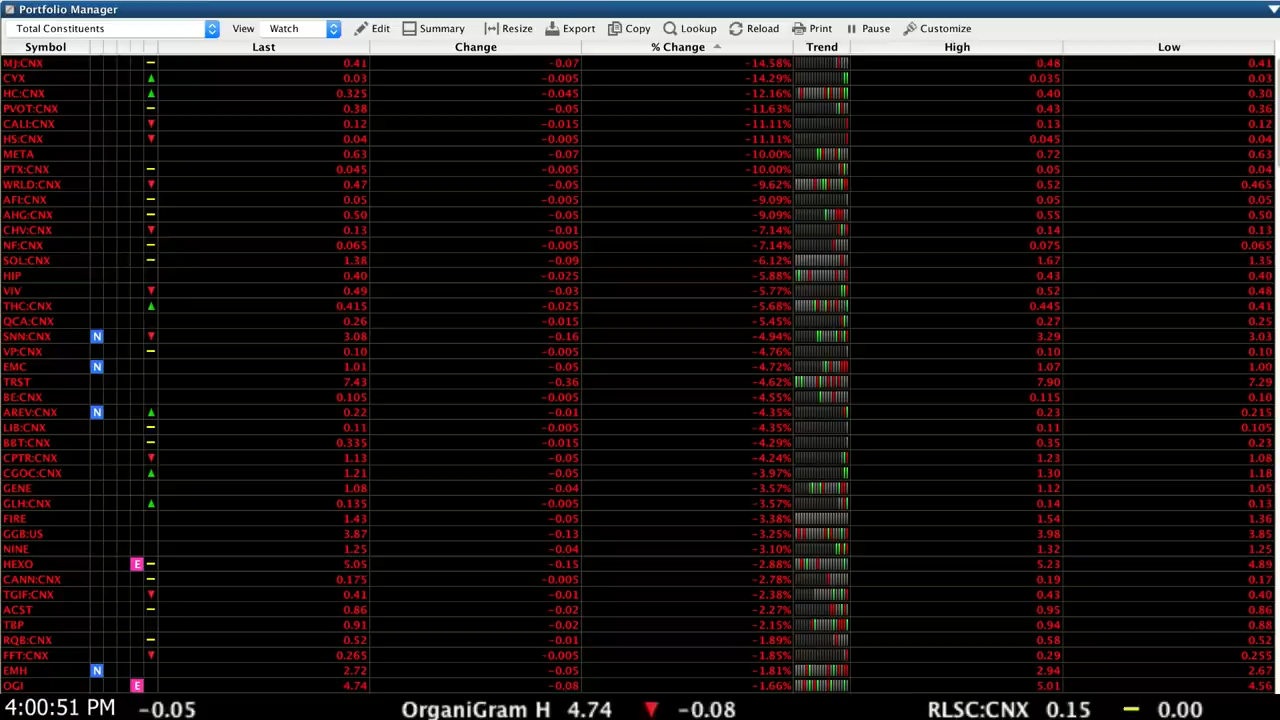 Portfolio Manager
Total Constituents View Watch Edit Summary Resize Export Copy Lookup Reload Print Pause Customize
Symbol Last Change % Change Trend High Low
MJ:CNX 0.41 -0.07 -14.58% 0.48 0.41
CYX 0.03 -0.005 -14.29% 0.035 0.03
HC:CNX 0.325 -0.045 -12.16% 0.40 0.30
PVOT:CNX 0.38 -0.05 -11.63% 0.43 0.36
CALI:CNX 0.12 -0.015 -11.11% 0.13 0.12
HS:CNX 0.04 -0.005 -11.11% 0.045 0.04
META 0.63 -0.07 -10.00% 0.72 0.63
PTX:CNX 0.045 -0.005 -10.00% 0.05 0.04
WRLD:CNX 0.47 -0.05 -9.62% 0.52 0.465
AFI:CNX 0.05 -0.005 -9.09% 0.05 0.05
AHG:CNX 0.50 -0.05 -9.09% 0.55 0.50
CHV:CNX 0.13 -0.01 -7.14% 0.14 0.13
NF:CNX 0.065 -0.005 -7.14% 0.075 0.065
SOL:CNX 1.38 -0.09 -6.12% 1.67 1.35
HIP 0.40 -0.025 -5.88% 0.43 0.40
VIV 0.49 -0.03 -5.77% 0.52 0.48
THC:CNX 0.415 -0.025 -5.68% 0.445 0.41
QCA:CNX 0.26 -0.015 -5.45% 0.27 0.25
SNN:CNX N 3.08 -0.16 -4.94% 3.29 3.03
VP:CNX 0.10 -0.005 -4.76% 0.10 0.10
EMC N 1.01 -0.05 -4.72% 1.07 1.00
TRST 7.43 -0.36 -4.62% 7.90 7.29
BE:CNX 0.105 -0.005 -4.55% 0.115 0.10
AREV:CNX N 0.22 -0.01 -4.35% 0.23 0.215
LIB:CNX 0.11 -0.005 -4.35% 0.11 0.105
BBT:CNX 0.335 -0.015 -4.29% 0.35 0.23
CPTR:CNX 1.13 -0.05 -4.24% 1.23 1.08
CGOC:CNX 1.21 -0.05 -3.97% 1.30 1.18
GENE 1.08 -0.04 -3.57% 1.12 1.05
GLH:CNX 0.135 -0.005 -3.57% 0.14 0.13
FIRE 1.43 -0.05 -3.38% 1.54 1.36
GGB:US 3.87 -0.13 -3.25% 3.98 3.85
NINE 1.25 -0.04 -3.10% 1.32 1.25
HEXO E 5.05 -0.15 -2.88% 5.23 4.89
CANN:CNX 0.175 -0.005 -2.78% 0.19 0.17
TGIF:CNX 0.41 -0.01 -2.38% 0.43 0.40
ACST 0.86 -0.02 -2.27% 0.95 0.86
TBP 0.91 -0.02 -2.15% 0.94 0.88
RQB:CNX 0.52 -0.01 -1.89% 0.58 0.52
FFT:CNX 0.265 -0.005 -1.85% 0.29 0.255
EMH N 2.72 -0.05 -1.81% 2.94 2.67
OGI E 4.74 -0.08 -1.66% 5.01 4.56
4:00:51 PM -0.05 OrganiGram H 4.74 -0.08 RLSC:CNX 0.15 0.00